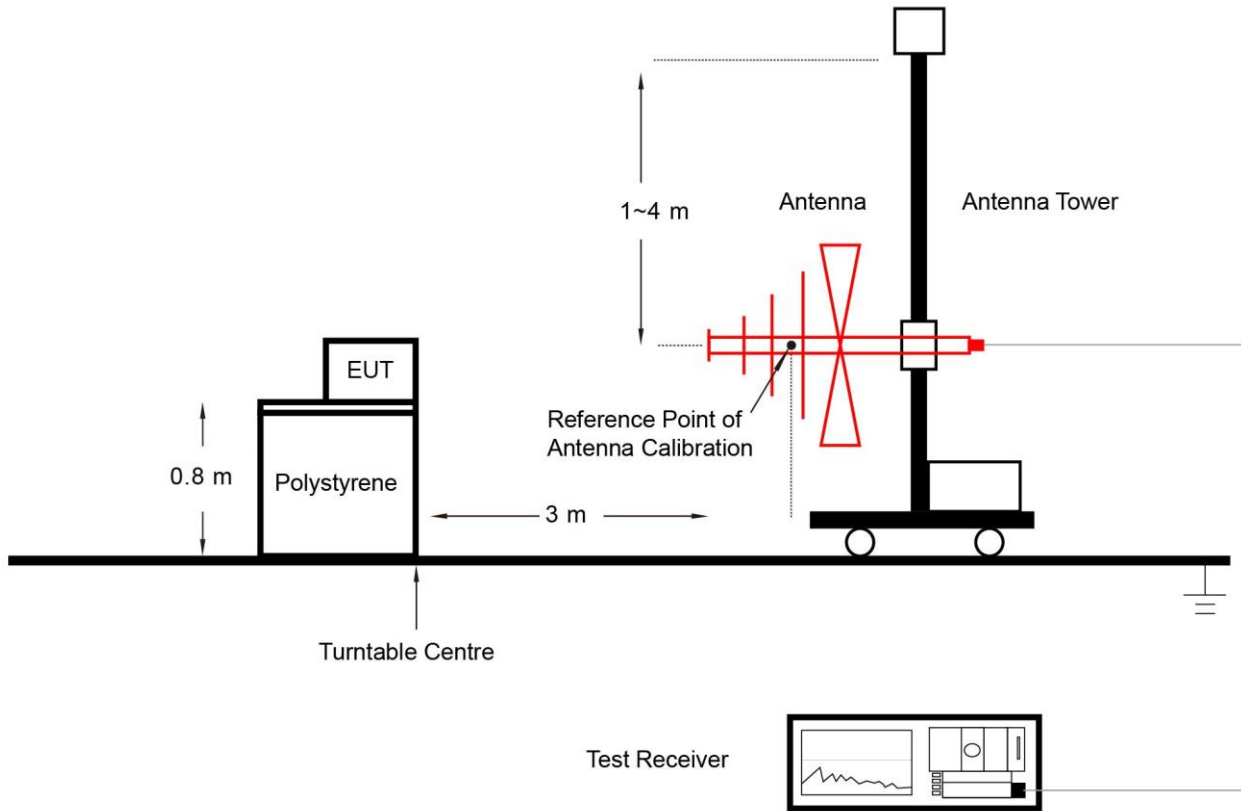 1~4 m
Antenna
Antenna Tower
EUT
Reference Point of
Antenna Calibration
0.8 m
Polystyrene
3 m
Turntable Centre
Test Receiver